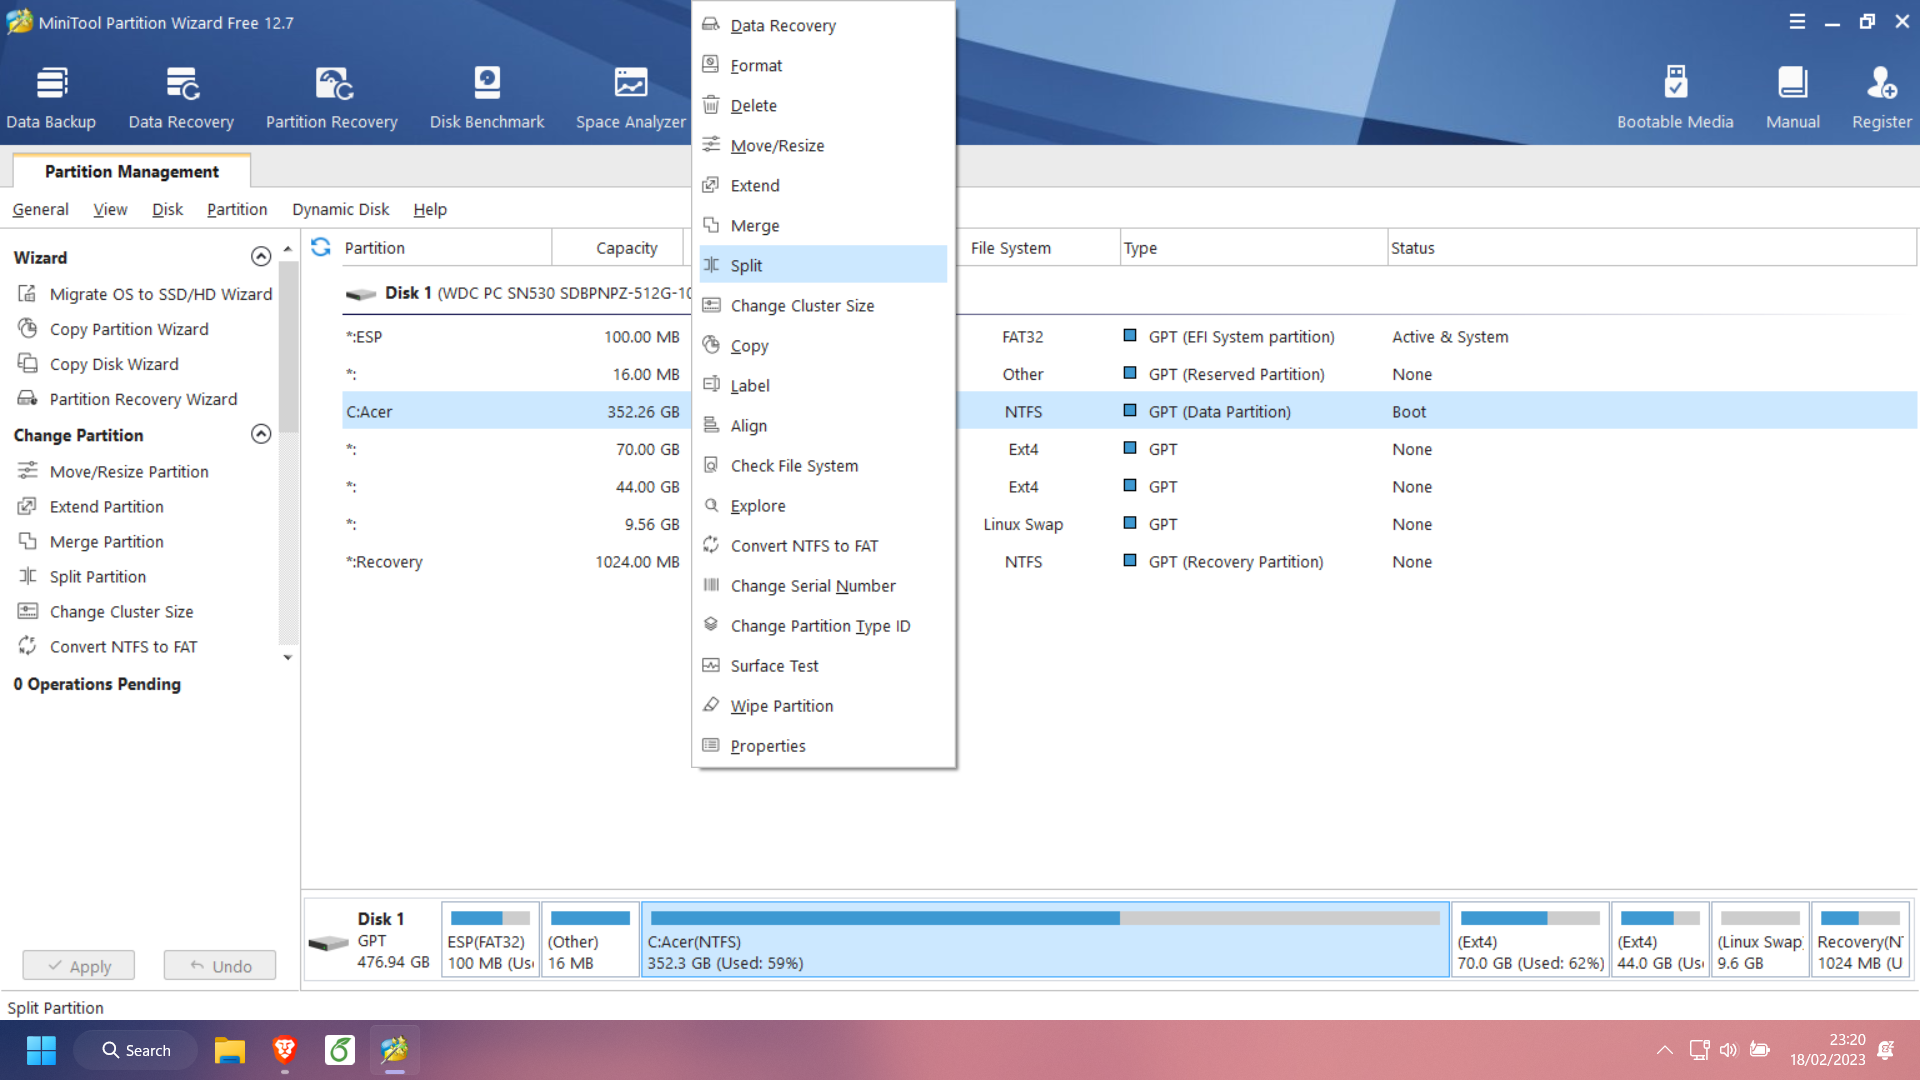 MiniTool Partition Wizard Free 12.7
Data Backup
Data Recovery
Partition Recovery
Disk Benchmark
Space Analyzer
Bootable Media
Manual
Register
Partition Management
General View Disk Partition Dynamic Disk Help
Wizard
Migrate OS to SSD/HD Wizard
Copy Partition Wizard
Copy Disk Wizard
Partition Recovery Wizard
Change Partition
Move/Resize Partition
Extend Partition
Merge Partition
Split Partition
Change Cluster Size
Convert NTFS to FAT
0 Operations Pending
Apply
Undo
Data Recovery
Format
Delete
Move/Resize
Extend
Merge
Split
Change Cluster Size
Copy
Label
Align
Check File System
Explore
Convert NTFS to FAT
Change Serial Number
Change Partition Type ID
Surface Test
Wipe Partition
Properties
Partition Capacity File System Type Status
Disk 1 (WDC PC SN530 SDBPNPZ-512G-10
*:ESP 100.00 MB FAT32 GPT (EFI System partition) Active & System
*: 16.00 MB Other GPT (Reserved Partition) None
C:Acer 352.26 GB NTFS GPT (Data Partition) Boot
*: 70.00 GB Ext4 GPT None
*: 44.00 GB Ext4 GPT None
*: 9.56 GB Linux Swap GPT None
*:Recovery 1024.00 MB NTFS GPT (Recovery Partition) None
Disk 1
GPT
476.94 GB
ESP(FAT32)
100 MB (Us
(Other)
16 MB
C:Acer(NTFS)
352.3 GB (Used: 59%)
(Ext4)
70.0 GB (Used: 62%)
(Ext4)
44.0 GB (Us
(Linux Swap)
9.6 GB
Recovery(N
1024 MB (U
Split Partition
Search
23:20
18/02/2023